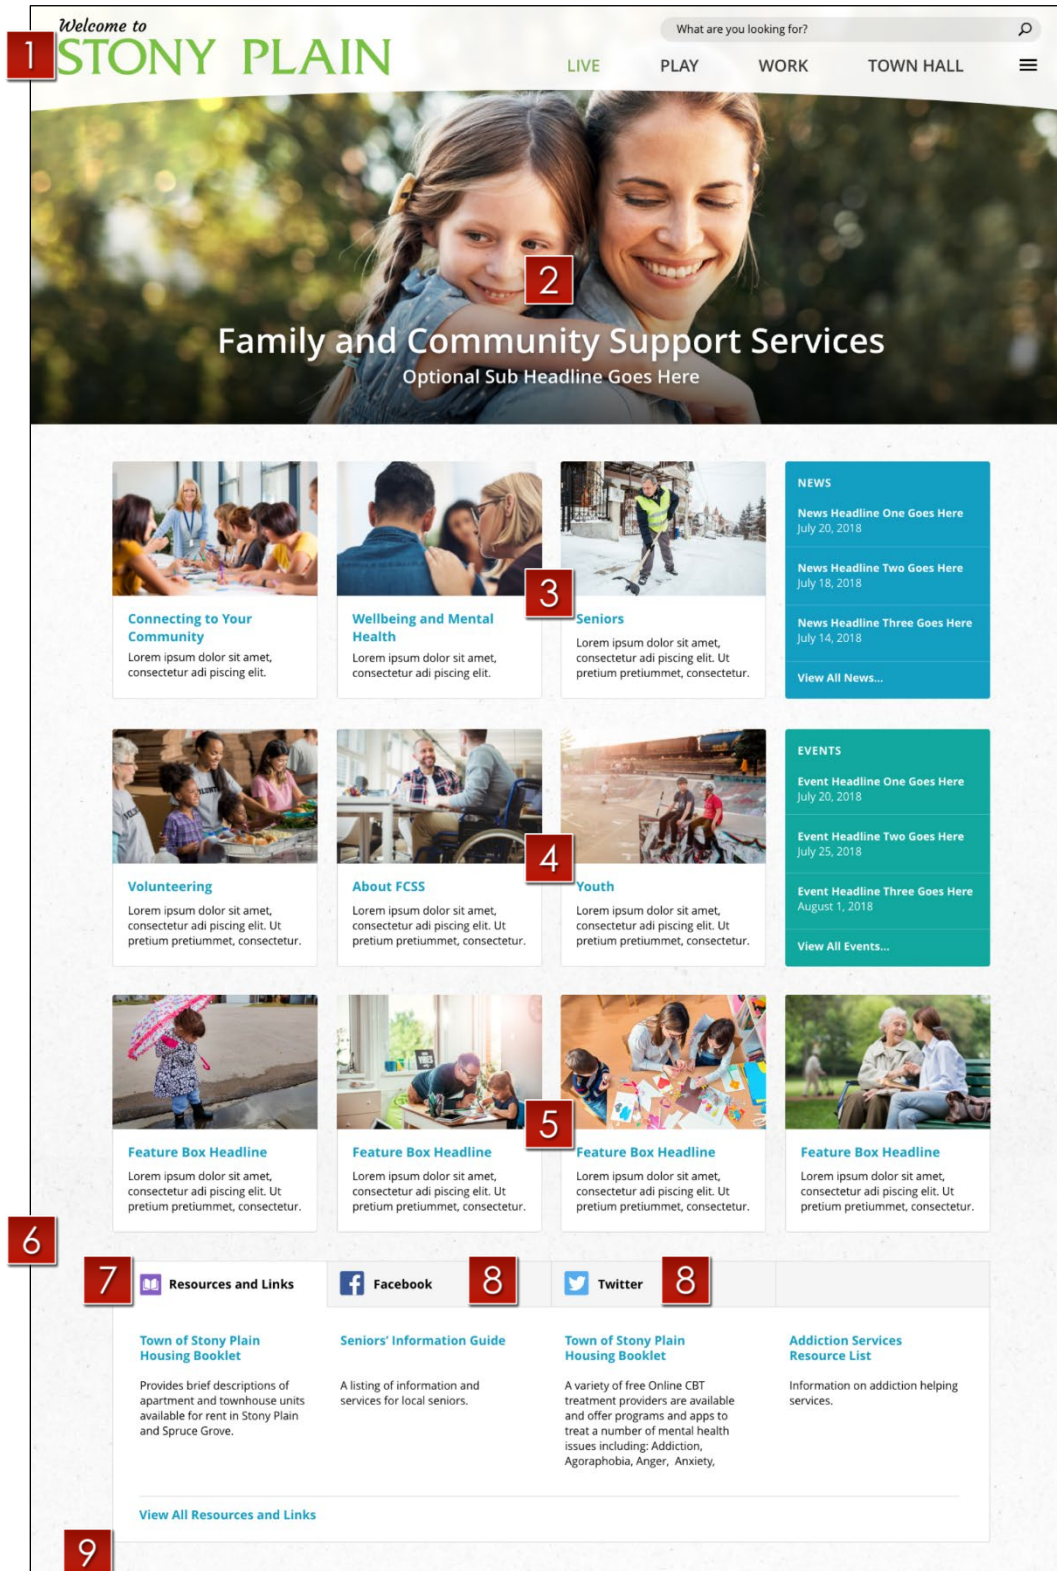 Welcome to
STONY PLAIN
What are you looking for?
LIVE PLAY WORK TOWN HALL
1
2
Family and Community Support Services
Optional Sub Headline Goes Here
3
Connecting to Your
Community
Lorem ipsum dolor sit amet,
consectetur adi piscing elit.
Wellbeing and Mental
Health
Lorem ipsum dolor sit amet,
consectetur adi piscing elit.
Seniors
Lorem ipsum dolor sit amet,
consectetur adi piscing elit. Ut
pretium pretiummet, consectetur.
NEWS
News Headline One Goes Here
July 20, 2018
News Headline Two Goes Here
July 18, 2018
News Headline Three Goes Here
July 14, 2018
View All News...
4
Volunteering
Lorem ipsum dolor sit amet,
consectetur adi piscing elit. Ut
pretium pretiummet, consectetur.
About FCSS
Lorem ipsum dolor sit amet,
consectetur adi piscing elit. Ut
pretium pretiummet, consectetur.
Youth
Lorem ipsum dolor sit amet,
consectetur adi piscing elit. Ut
pretium pretiummet, consectetur.
EVENTS
Event Headline One Goes Here
July 20, 2018
Event Headline Two Goes Here
July 25, 2018
Event Headline Three Goes Here
August 1, 2018
View All Events...
5
Feature Box Headline
Lorem ipsum dolor sit amet,
consectetur adi piscing elit. Ut
pretium pretiummet, consectetur.
Feature Box Headline
Lorem ipsum dolor sit amet,
consectetur adi piscing elit. Ut
pretium pretiummet, consectetur.
Feature Box Headline
Lorem ipsum dolor sit amet,
consectetur adi piscing elit. Ut
pretium pretiummet, consectetur.
Feature Box Headline
Lorem ipsum dolor sit amet,
consectetur adi piscing elit. Ut
pretium pretiummet, consectetur.
6
7 Resources and Links
Facebook 8
Twitter 8
Town of Stony Plain
Housing Booklet
Provides brief descriptions of
apartment and townhouse units
available for rent in Stony Plain
and Spruce Grove.
Seniors' Information Guide
A listing of information and
services for local seniors.
Town of Stony Plain
Housing Booklet
A variety of free Online CBT
treatment providers are available
and offer programs and apps to
treat a number of mental health
issues including: Addiction,
Agoraphobia, Anger, Anxiety,
Addiction Services
Resource List
Information on addiction helping
services.
View All Resources and Links
9